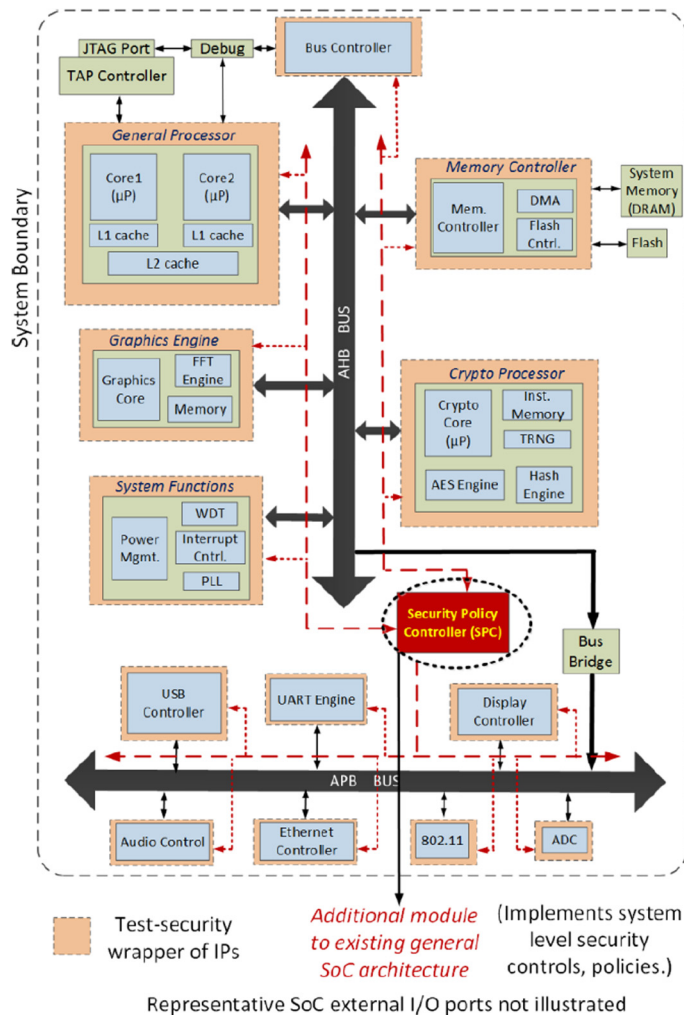 System Boundary
JTAG Port
Debug
TAP Controller
Bus Controller
General Processor
Core1
(µP)
Core2
(µP)
L1 cache
L1 cache
L2 cache
Memory Controller
Mem.
Controller
DMA
Flash
Cntrl.
System
Memory
(DRAM)
Flash
AHB BUS
Graphics Engine
Graphics
Core
FFT
Engine
Memory
Crypto Processor
Crypto
Core
(µP)
Inst.
Memory
TRNG
AES Engine
Hash
Engine
System Functions
Power
Mgmt.
WDT
Interrupt
Cntrl.
PLL
Security Policy
Controller (SPC)
Bus
Bridge
USB
Controller
UART Engine
Display
Controller
APB BUS
Audio Control
Ethernet
Controller
802.11
ADC
Test-security
wrapper of IPs
Additional module
to existing general
SoC architecture
(Implements system
level security
controls, policies.)
Representative SoC external I/O ports not illustrated